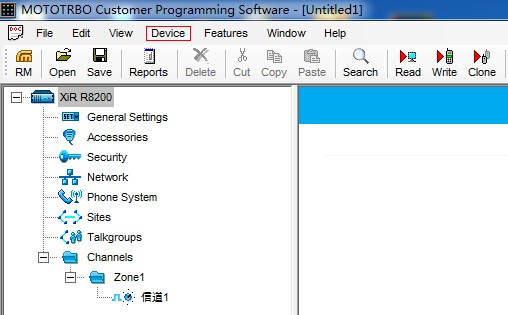 MOTOTRBO Customer Programming Software - [Untitled1]
File Edit View Device Features Window Help
RM Open Save Reports Delete Cut Copy Paste Search Read Write Clone
XiR R8200
General Settings
Accessories
Security
Network
Phone System
Sites
Talkgroups
Channels
Zone1
信道1